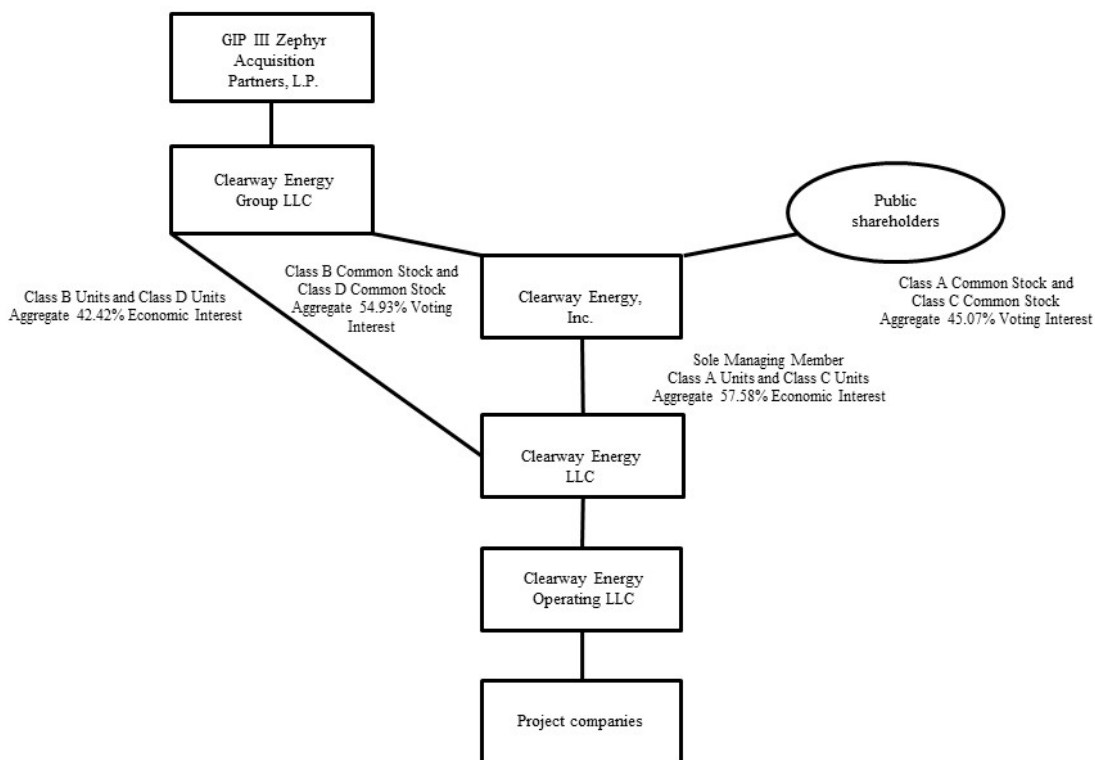 GIP III Zephyr
Acquisition
Partners, L.P.
Clearway Energy
Group LLC
Public
shareholders
Class B Units and Class D Units
Aggregate 42.42% Economic Interest
Class B Common Stock and
Class D Common Stock
Aggregate 54.93% Voting
Interest
Clearway Energy,
Inc.
Class A Common Stock and
Class C Common Stock
Aggregate 45.07% Voting Interest
Sole Managing Member
Class A Units and Class C Units
Aggregate 57.58% Economic Interest
Clearway Energy
LLC
Clearway Energy
Operating LLC
Project companies